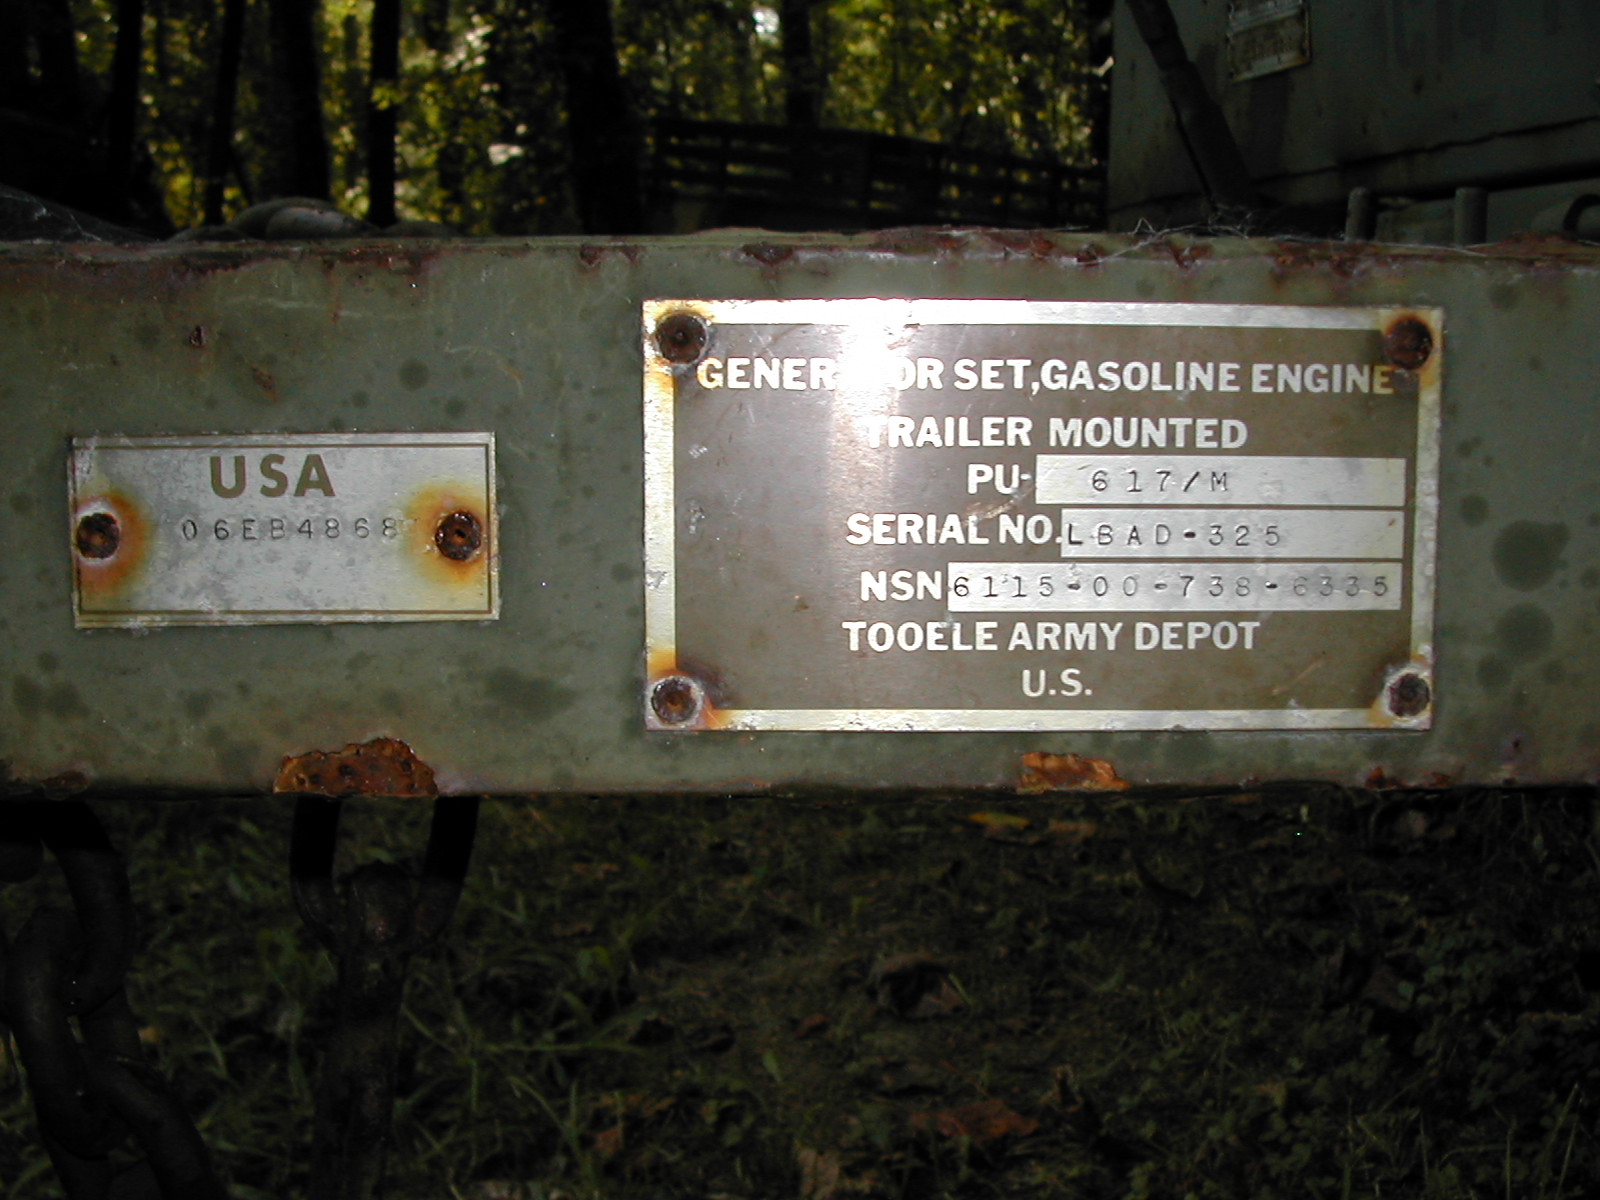 USA
06EB4868
GENERATOR SET,GASOLINE ENGINE
TRAILER MOUNTED
PU- 617/M
SERIAL NO. LBAD-325
NSN 6115-00-738-6335
TOOELE ARMY DEPOT
U.S.